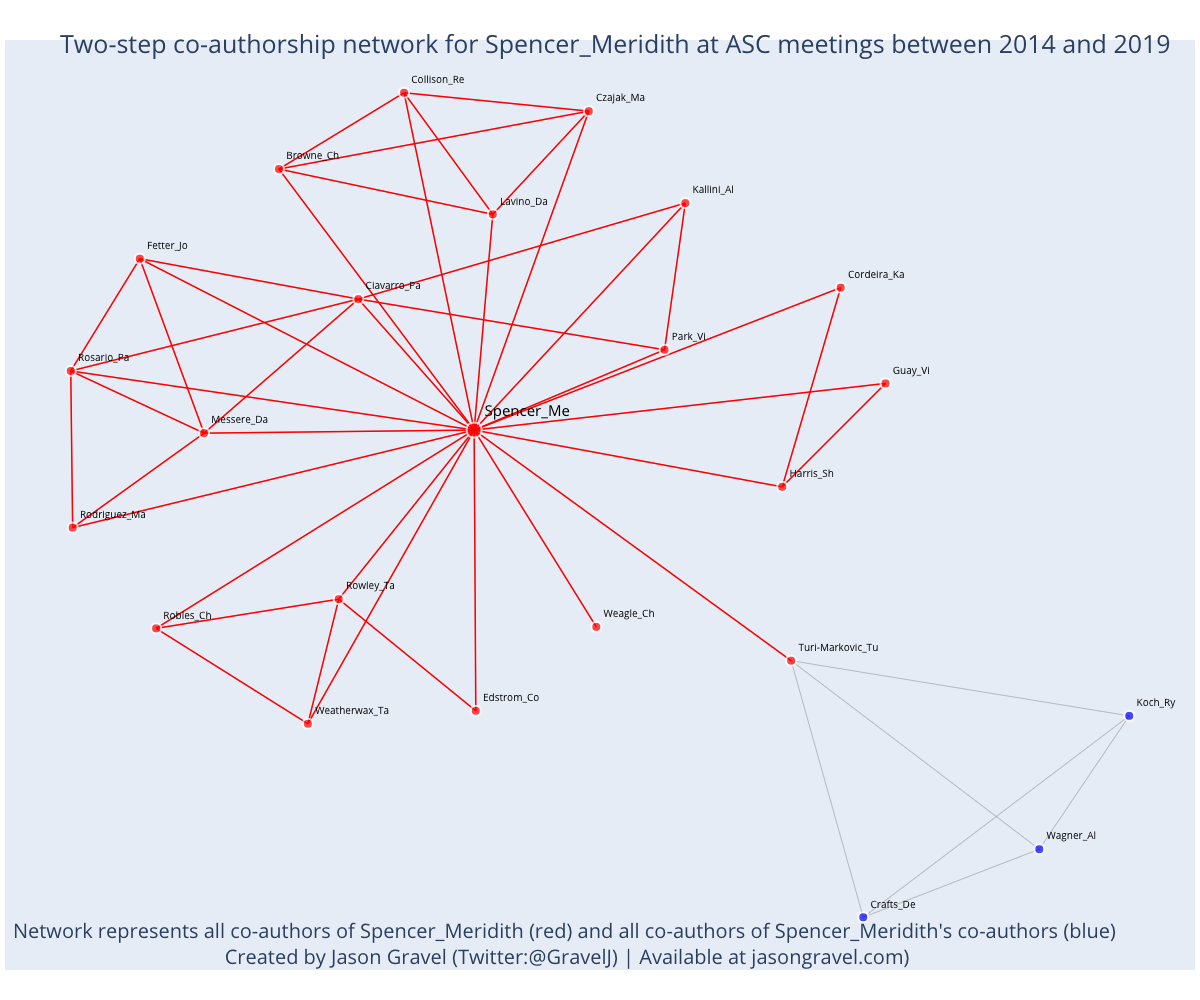 Two-step co-authorship network for Spencer_Meridith at ASC meetings between 2014 and 2019
Collison_Re
Czajak_Ma
Browne_Ch
Kallini_Al
Lavino_Da
Fetter_Jo
Cordeira_Ka
Ciavarro_Pa
Park_Vi
Rosario_Pa
Guay_Vi
Spencer_Me
Messere_Da
Harris_Sh
Rodriguez_Ma
Rowley_Ta
Robles_Ch
Weagle_Ch
Turi-Markovic_Tu
Edstrom_Co
Koch_Ry
Weatherwax_Ta
Wagner_Al
Crafts_De
Network represents all co-authors of Spencer_Meridith (red) and all co-authors of Spencer_Meridith's co-authors (blue)
Created by Jason Gravel (Twitter:@GravelJ) | Available at jasongravel.com)